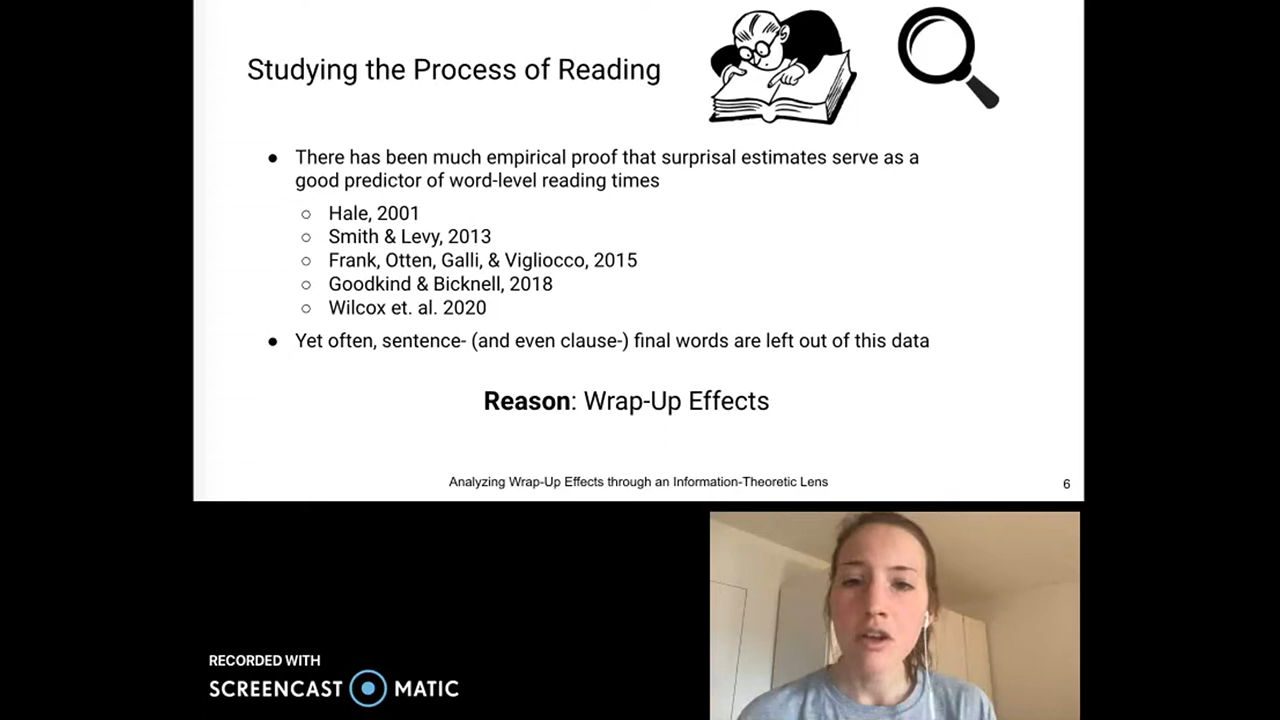 Studying the Process of Reading
● There has been much empirical proof that surprisal estimates serve as a
good predictor of word-level reading times
○ Hale, 2001
○ Smith & Levy, 2013
○ Frank, Otten, Galli, & Vigliocco, 2015
○ Goodkind & Bicknell, 2018
○ Wilcox et. al. 2020
● Yet often, sentence- (and even clause-) final words are left out of this data
Reason: Wrap-Up Effects
Analyzing Wrap-Up Effects through an Information-Theoretic Lens
6
RECORDED WITH
SCREENCAST MATIC